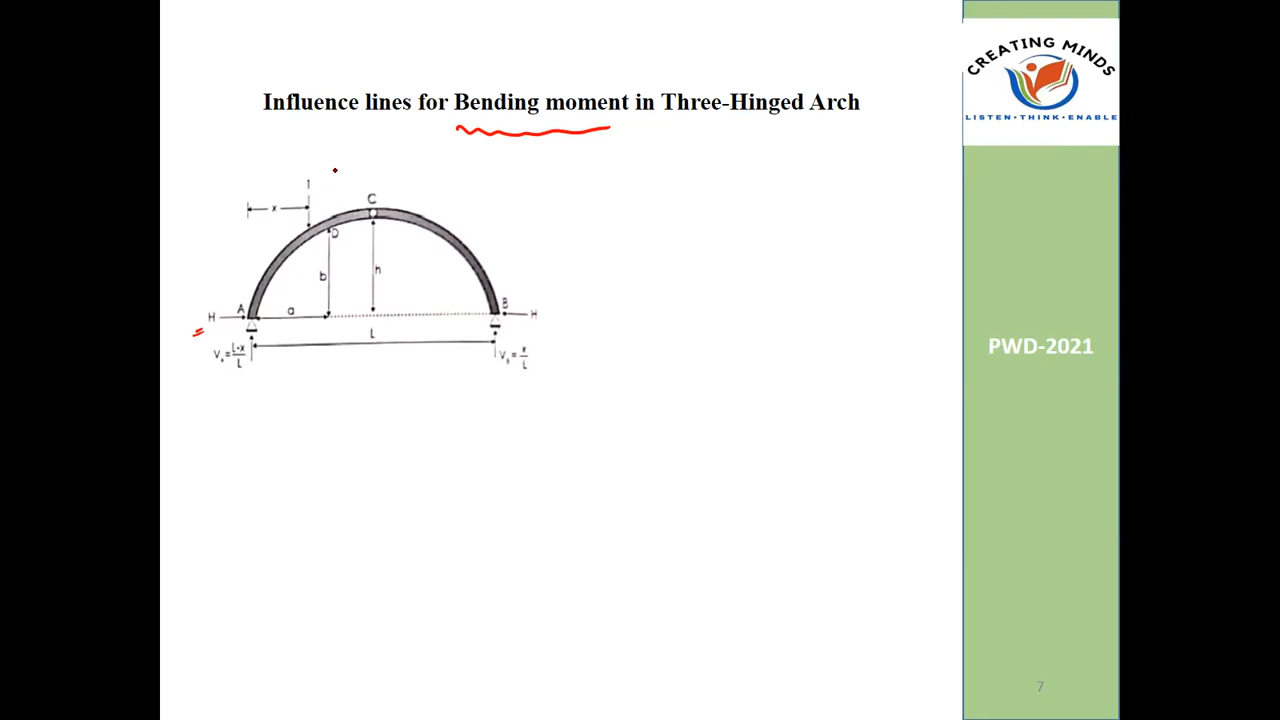 CREATING MINDS
LISTEN•THINK•ENABLE
Influence lines for Bending moment in Three-Hinged Arch
1
x
C
D
b
h
A
B
H
a
H
L
V_A = L-x/L
V_B = x/L
PWD-2021
7